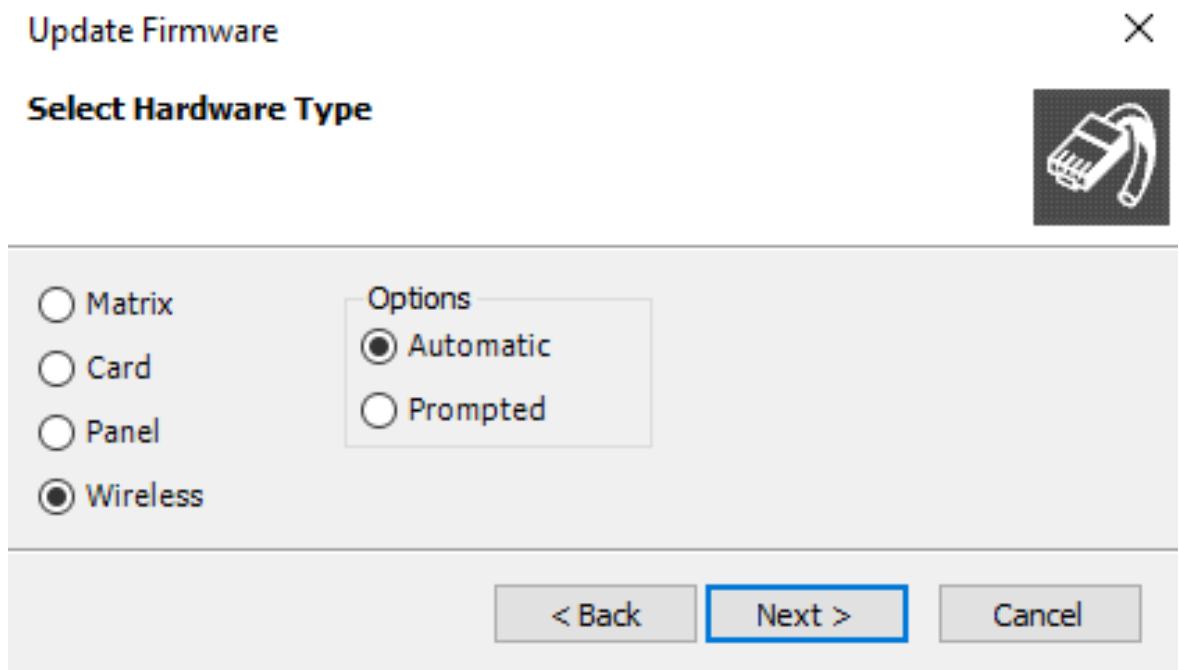 Update Firmware
Select Hardware Type
Matrix
Card
Panel
Wireless
Options
Automatic
Prompted
< Back
Next >
Cancel